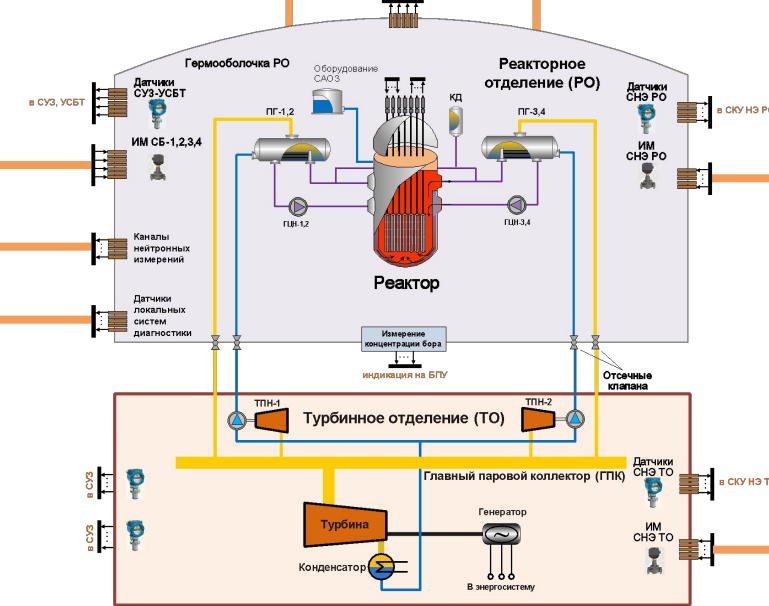 Гермооболочка РО
Оборудование
САОЗ
Реакторное
отделение (РО)
Датчики
СУЗ-УСБТ
в СУЗ, УСБТ
ПГ-1,2
КД
ПГ-3,4
Датчики
СНЭ РО
в СКУ НЭ РО
ИМ СБ-1,2,3,4
ИМ
СНЭ РО
ГЦН-1,2
ГЦН-3,4
Каналы
нейтронных
измерений
Реактор
Датчики
локальных
систем
диагностики
Измерение
концентрации бора
индикация на БПУ
Отсечные
клапана
ТПН-1
ТПН-2
Турбинное отделение (ТО)
Главный паровой коллектор (ГПК)
Датчики
СНЭ ТО
в СУЗ
в СКУ НЭ Т
Турбина
Генератор
в СУЗ
ИМ
СНЭ ТО
Конденсатор
В энергосистему